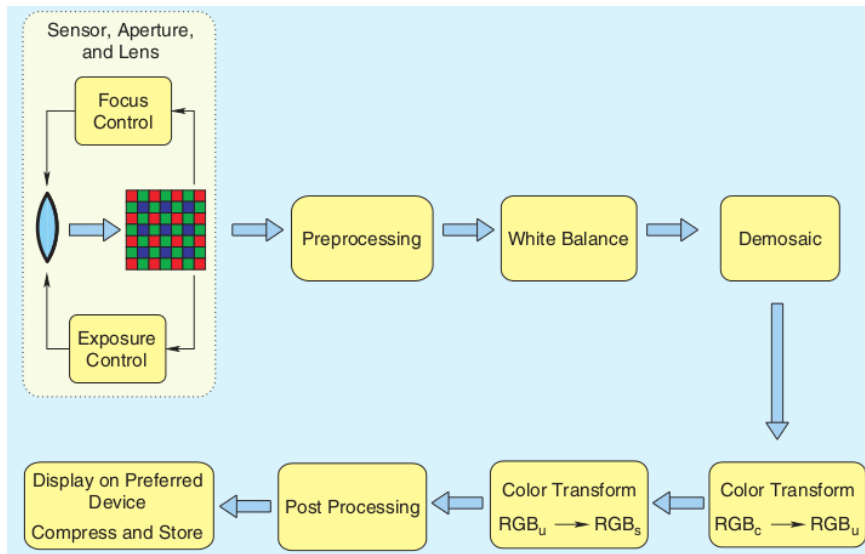 Sensor, Aperture,
and Lens
Focus
Control
Exposure
Control
Preprocessing
White Balance
Demosaic
Color Transform
RGBc → RGBu
Color Transform
RGBu → RGBs
Post Processing
Display on Preferred
Device
Compress and Store